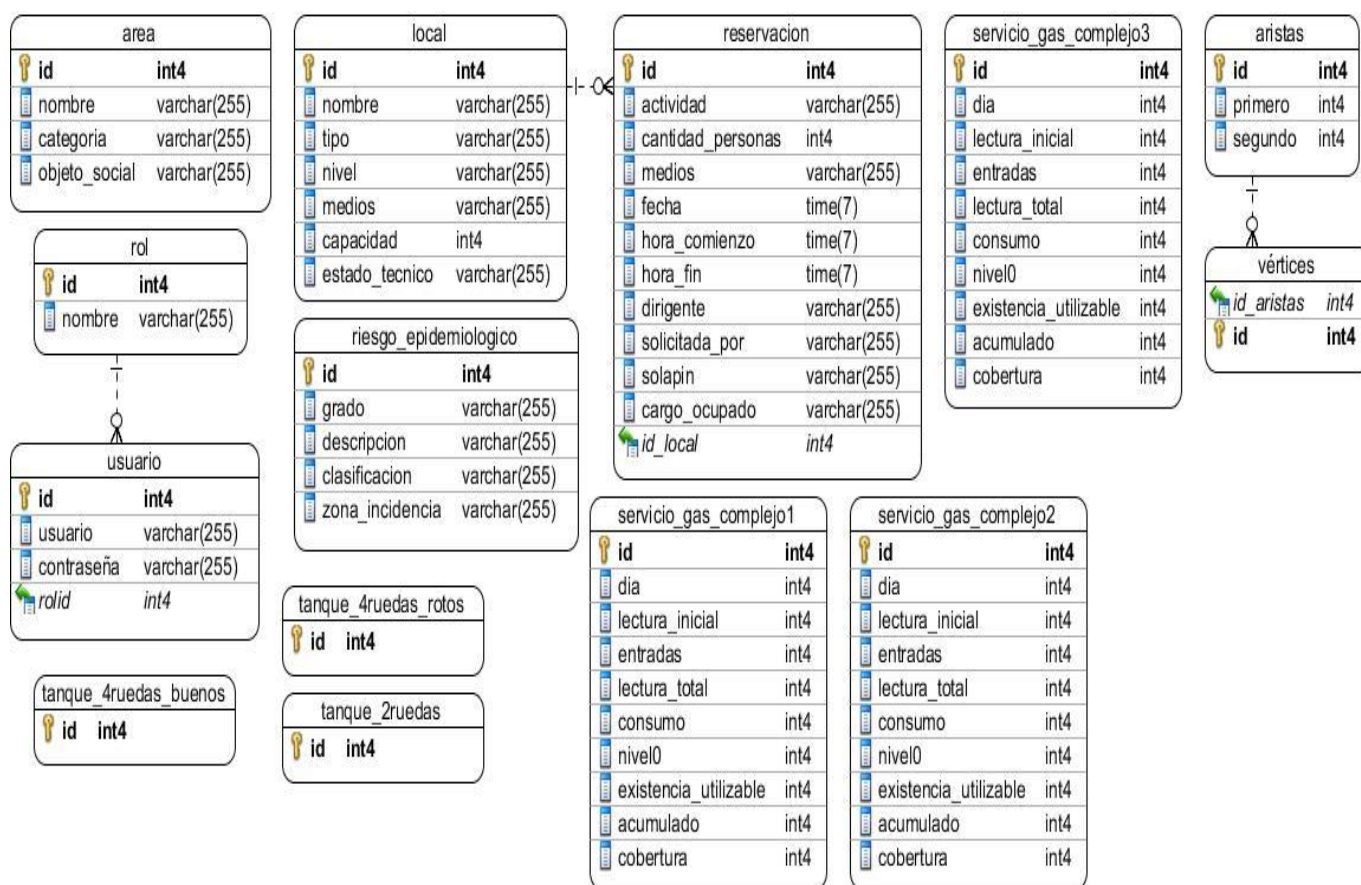 area
id int4
nombre varchar(255)
categoria varchar(255)
objeto_social varchar(255)
rol
id int4
nombre varchar(255)
usuario
id int4
usuario varchar(255)
contraseña varchar(255)
rolid int4
tanque_4ruedas_buenos
id int4
local
id int4
nombre varchar(255)
tipo varchar(255)
nivel varchar(255)
medios varchar(255)
capacidad int4
estado_tecnico varchar(255)
riesgo_epidemiologico
id int4
grado varchar(255)
descripcion varchar(255)
clasificacion varchar(255)
zona_incidencia varchar(255)
tanque_4ruedas_rotos
id int4
tanque_2ruedas
id int4
reservacion
id int4
actividad varchar(255)
cantidad_personas int4
medios varchar(255)
fecha time(7)
hora_comienzo time(7)
hora_fin time(7)
dirigente varchar(255)
solicitada_por varchar(255)
solapin varchar(255)
cargo_ocupado varchar(255)
id_local int4
servicio_gas_complejo1
id int4
dia int4
lectura_inicial int4
entradas int4
lectura_total int4
consumo int4
nivel0 int4
existencia_utilizable int4
acumulado int4
cobertura int4
servicio_gas_complejo2
id int4
dia int4
lectura_inicial int4
entradas int4
lectura_total int4
consumo int4
nivel0 int4
existencia_utilizable int4
acumulado int4
cobertura int4
servicio_gas_complejo3
id int4
dia int4
lectura_inicial int4
entradas int4
lectura_total int4
consumo int4
nivel0 int4
existencia_utilizable int4
acumulado int4
cobertura int4
aristas
id int4
primero int4
segundo int4
vértices
id_aristas int4
id int4